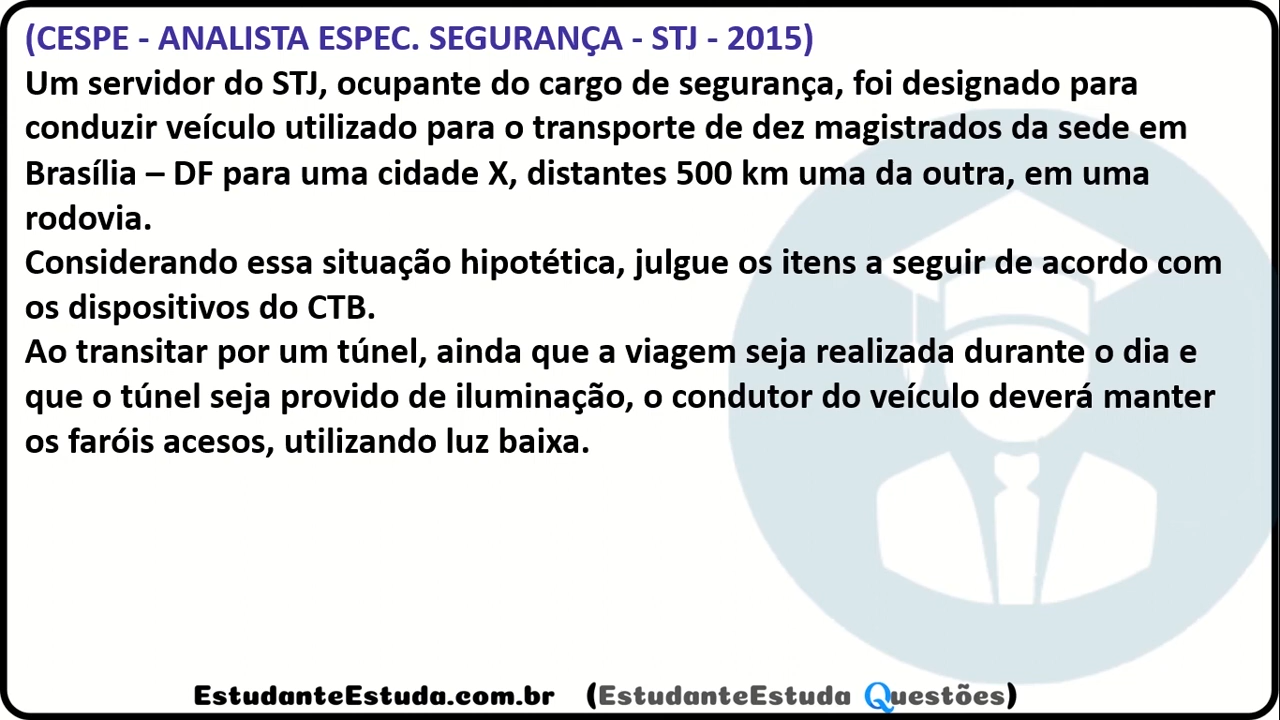 (CESPE - ANALISTA ESPEC. SEGURANÇA - STJ - 2015)
Um servidor do STJ, ocupante do cargo de segurança, foi designado para
conduzir veículo utilizado para o transporte de dez magistrados da sede em
Brasília – DF para uma cidade X, distantes 500 km uma da outra, em uma
rodovia.
Considerando essa situação hipotética, julgue os itens a seguir de acordo com
os dispositivos do CTB.
Ao transitar por um túnel, ainda que a viagem seja realizada durante o dia e
que o túnel seja provido de iluminação, o condutor do veículo deverá manter
os faróis acesos, utilizando luz baixa.
EstudanteEstuda.com.br (EstudanteEstuda Questões)